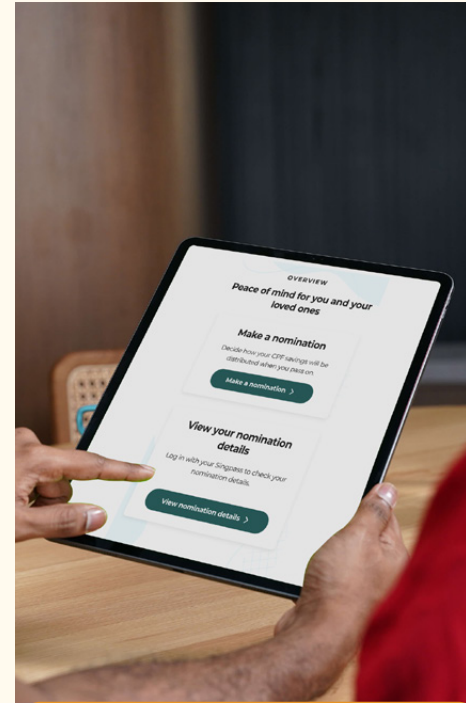 OVERVIEW
Peace of mind for you and your
loved ones
Make a nomination
Decide how your CPF savings will be
distributed when you pass on.
Make a nomination >
View your nomination
details
Log in with your Singpass to check your
nomination details.
View nomination details >